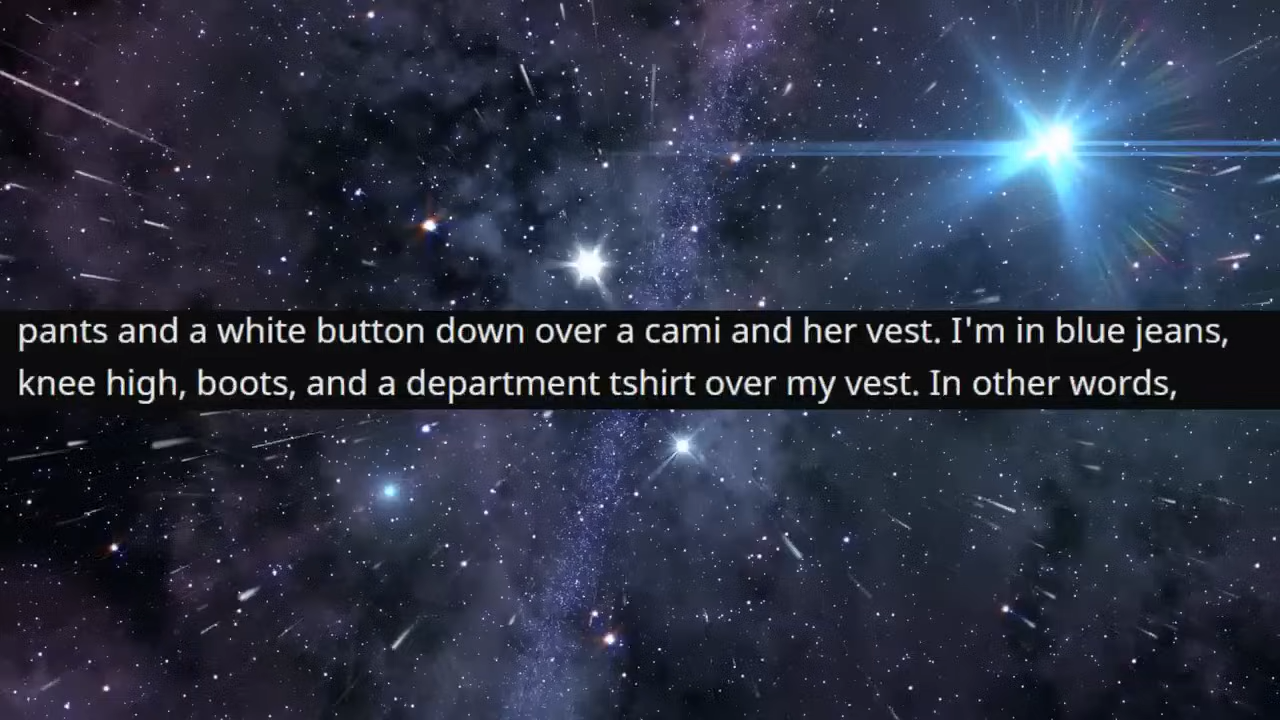 pants and a white button down over a cami and her vest. I'm in blue jeans,
knee high, boots, and a department tshirt over my vest. In other words,